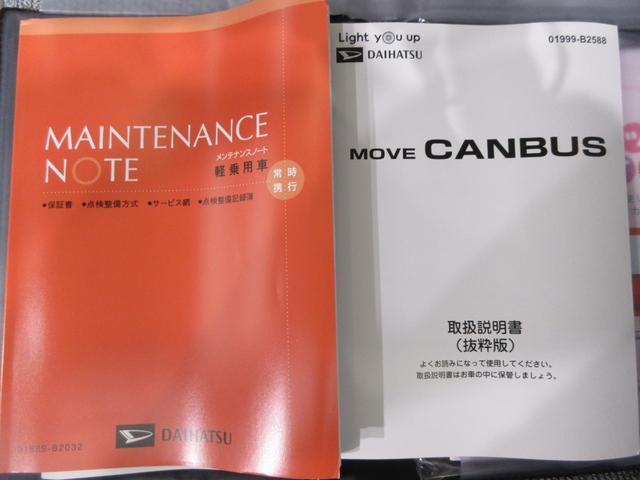 MAINTENANCE
NOTE
メンテナンスノート
軽乗用車
常時
携行
●保証書 ●点検整備方式 ●サービス網 ●点検整備記録簿
DAIHATSU
01999-B2032
Light you up
DAIHATSU
01999-B2588
MOVE CANBUS
取扱説明書
（抜粋版）
よくお読みになって使用してください。
取扱説明書はお車の中に保管しましょう。